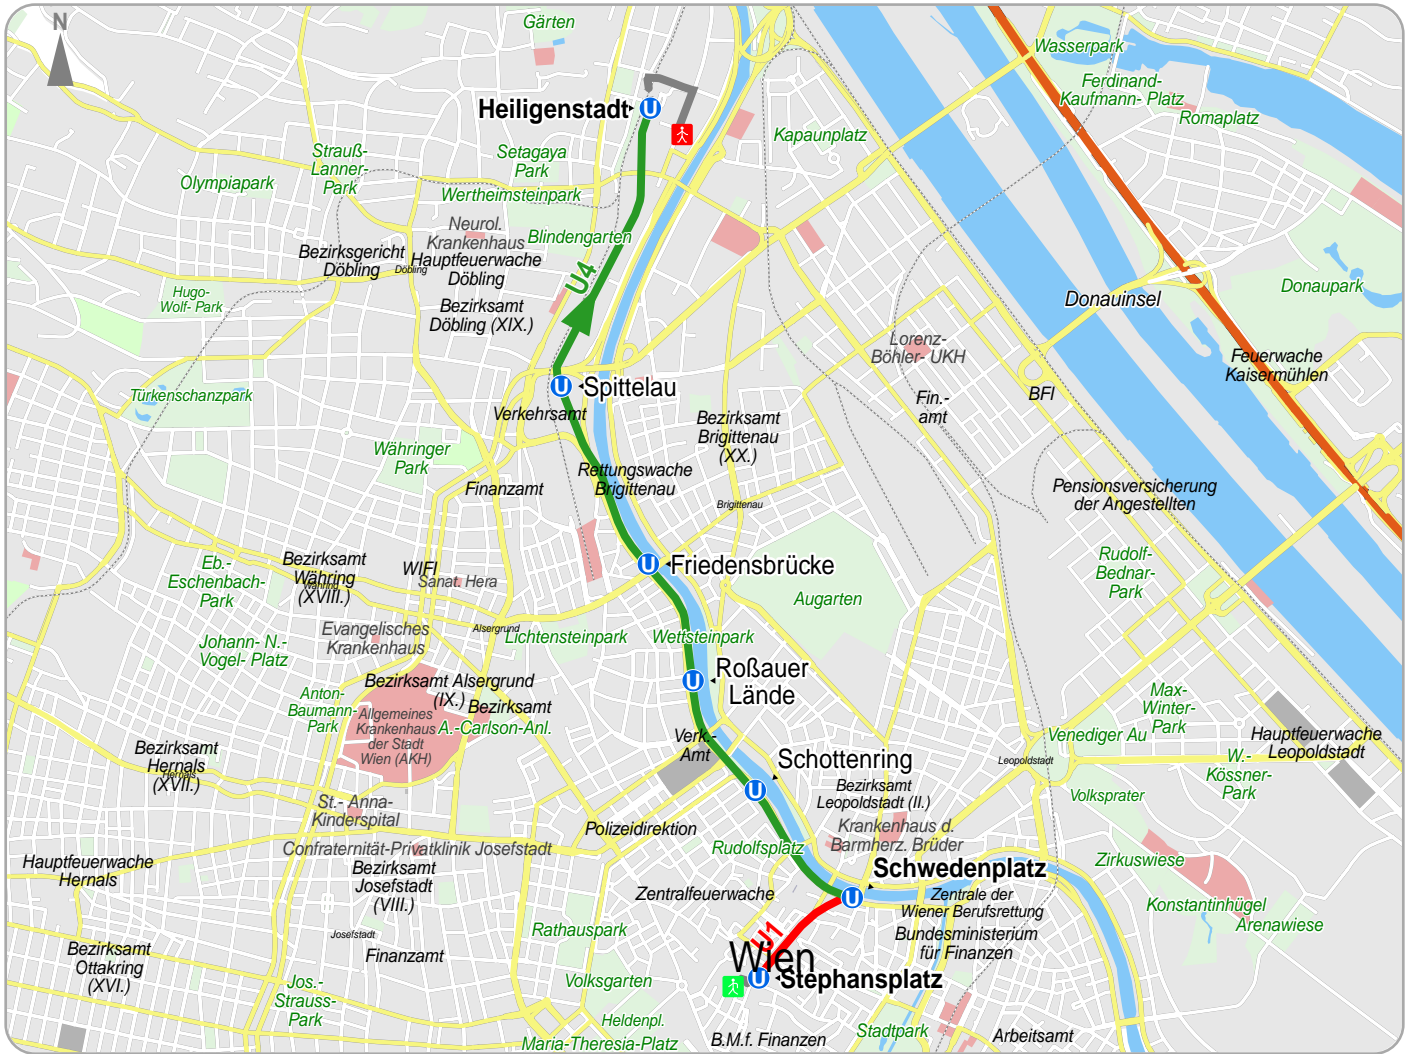 N
Gärten
Wasserpark
Ferdinand-
Kaufmann- Platz
Romaplatz
Heiligenstadt
U
Kapaunplatz
Strauß-
Lanner-
Park
Setagaya
Park
Olympiapark
Wertheimsteinpark
Neurol.
Krankenhaus
Blindengarten
Bezirksgericht
Döbling
Döbling
Hauptfeuerwache
Döbling
U4
Donaupark
Hugo-
Wolf- Park
Bezirksamt
Döbling (XIX.)
Donauinsel
Lorenz-
Böhler- UKH
Feuerwache
Kaisermühlen
U
Spittelau
Türkenschanzpark
Verkehrsamt
Fin.-
amt
BFI
Bezirksamt
Brigittenau
(XX.)
Währinger
Park
Rettungswache
Brigittenau
Finanzamt
Brigittenau
Pensionsversicherung
der Angestellten
Eb.-
Eschenbach-
Park
Bezirksamt
Währing
(XVIII.)
Währing
WIFI
Sanat. Hera
U
Friedensbrücke
Rudolf-
Bednar-
Park
Augarten
Evangelisches
Krankenhaus
Alsergrund
Lichtensteinpark
Wettsteinpark
Johann- N.-
Vogel- Platz
U
Roßauer
Lände
Bezirksamt Alsergrund
(IX.)
Bezirksamt
Anton-
Baumann-
Park
Allgemeines
Krankenhaus
der Stadt
Wien (AKH)
A.-Carlson-Anl.
Max-
Winter-
Park
Verk.-
Amt
Venediger Au
Hauptfeuerwache
Leopoldstadt
Bezirksamt
Hernals
(XVII.)
Hernals
Schottenring
U
Leopoldstadt
W.-
Kössner-
Park
Bezirksamt
Leopoldstadt (II.)
Volksprater
St.- Anna-
Kinderspital
Polizeidirektion
Krankenhaus d.
Barmherz. Brüder
Confraternität-Privatklinik Josefstadt
Rudolfsplatz
Zirkuswiese
Hauptfeuerwache
Hernals
Bezirksamt
Josefstadt
(VIII.)
Schwedenplatz
U
Zentralfeuerwache
Zentrale der
Wiener Berufsrettung
Konstantinhügel
Arenawiese
Josefstadt
Rathauspark
U1
Bundesministerium
für Finanzen
Bezirksamt
Ottakring
(XVI.)
Finanzamt
Wien
U
Stephansplatz
Jos.-
Strauss-
Park
Volksgarten
Heldenpl.
Maria-Theresia-Platz
B.M.f. Finanzen
Stadtpark
Arbeitsamt